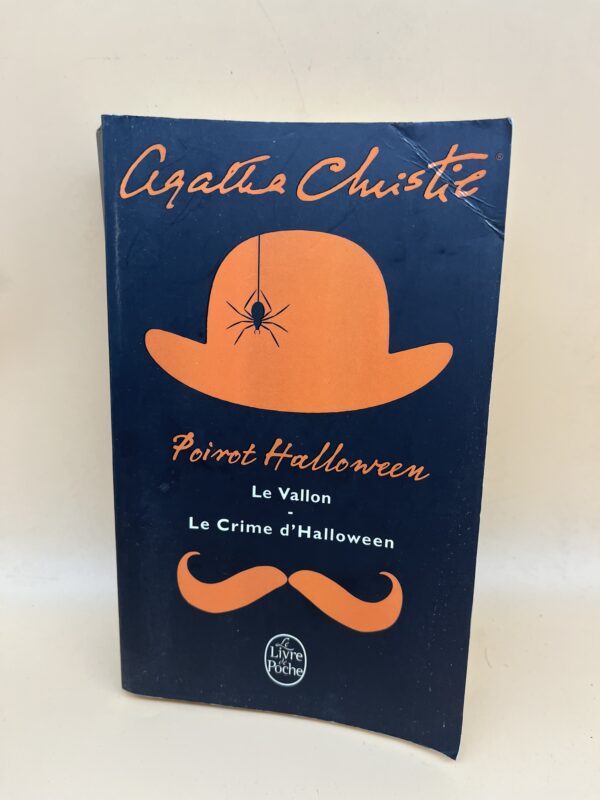 Agatha Christie®
Poirot Halloween
Le Vallon
-
Le Crime d'Halloween
Le
Livre
de
Poche